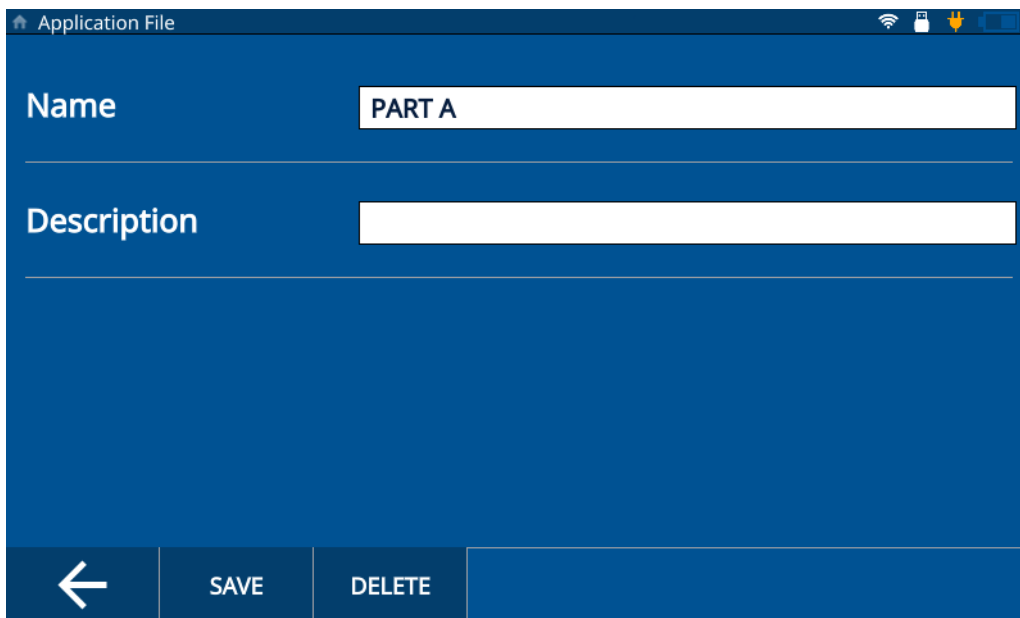 Application File
Name
PART A
Description
SAVE
DELETE